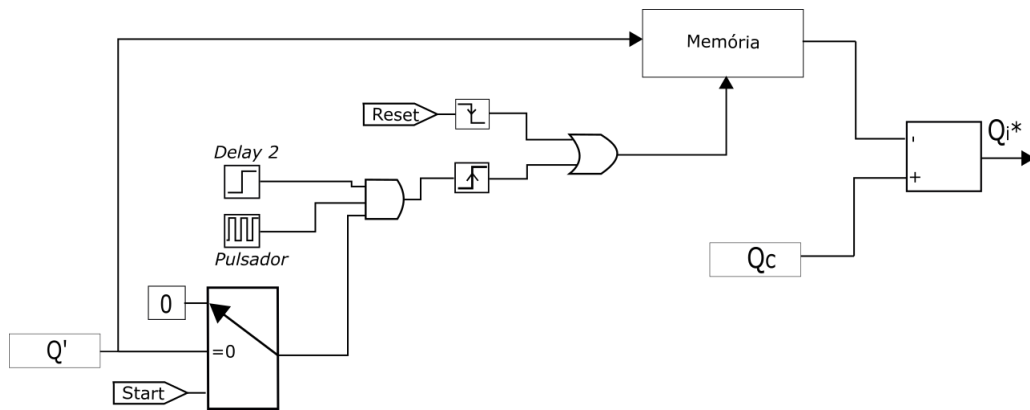 Memória
Reset
Qi*
Delay 2
-
+
Pulsador
Qc
0
Q'
=0
Start